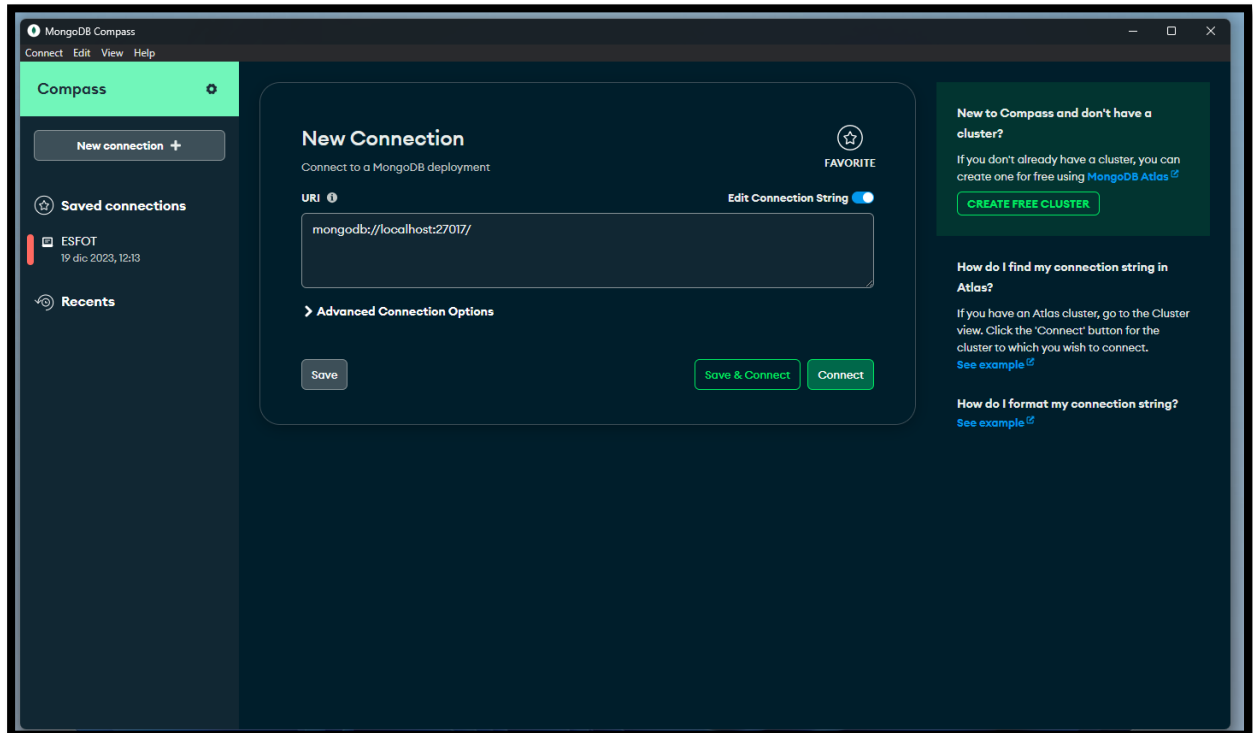 MongoDB Compass
Connect Edit View Help
Compass
New connection +
Saved connections
ESFOT
19 dic 2023, 12:13
Recents
New Connection
Connect to a MongoDB deployment
FAVORITE
URI
Edit Connection String
mongodb://localhost:27017/
Advanced Connection Options
Save
Save & Connect
Connect
New to Compass and don't have a
cluster?
If you don't already have a cluster, you can
create one for free using MongoDB Atlas
CREATE FREE CLUSTER
How do I find my connection string in
Atlas?
If you have an Atlas cluster, go to the Cluster
view. Click the 'Connect' button for the
cluster to which you wish to connect.
See example
How do I format my connection string?
See example